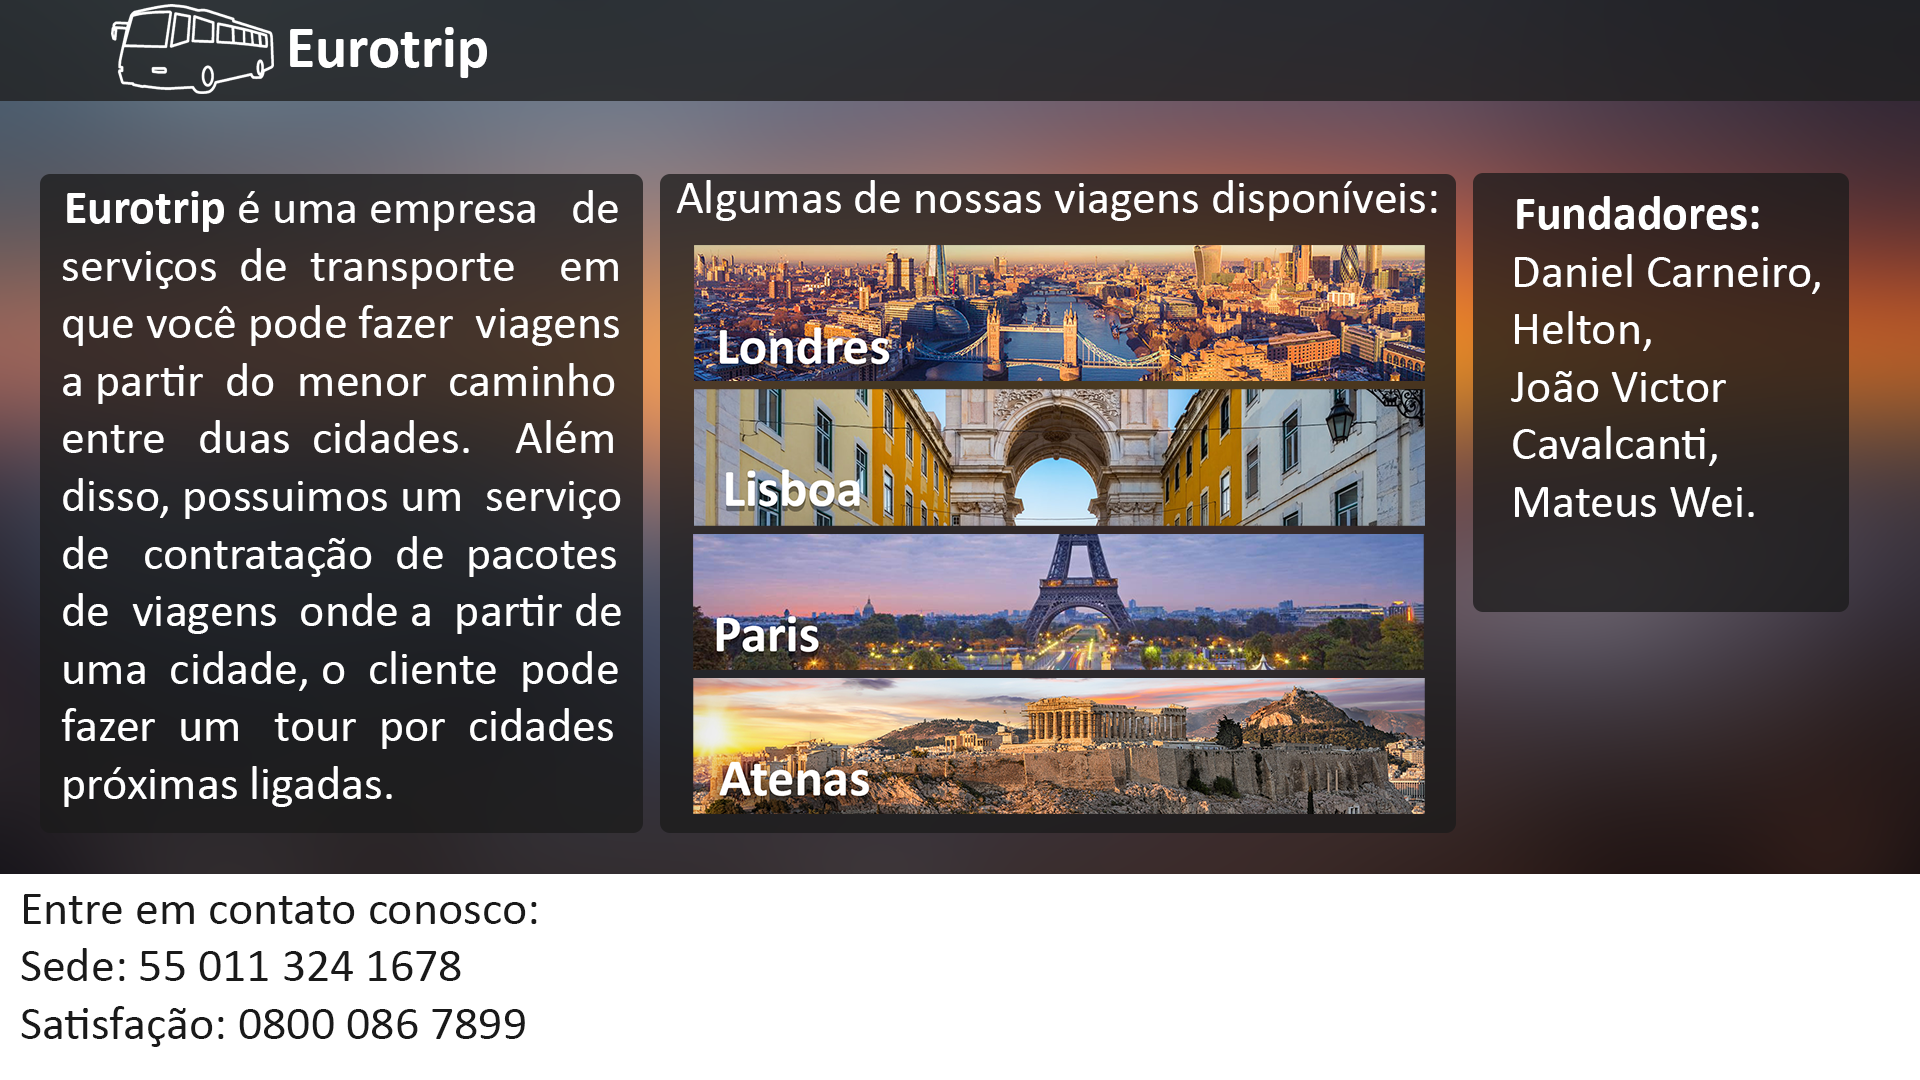 Eurotrip
Eurotrip é uma empresa de
serviços de transporte em
que você pode fazer viagens
a partir do menor caminho
entre duas cidades. Além
disso, possuimos um serviço
de contratação de pacotes
de viagens onde a partir de
uma cidade, o cliente pode
fazer um tour por cidades
próximas ligadas.
Algumas de nossas viagens disponíveis:
Londres
Lisboa
Paris
Atenas
Fundadores:
Daniel Carneiro,
Helton,
João Victor
Cavalcanti,
Mateus Wei.
Entre em contato conosco:
Sede: 55 011 324 1678
Satisfação: 0800 086 7899